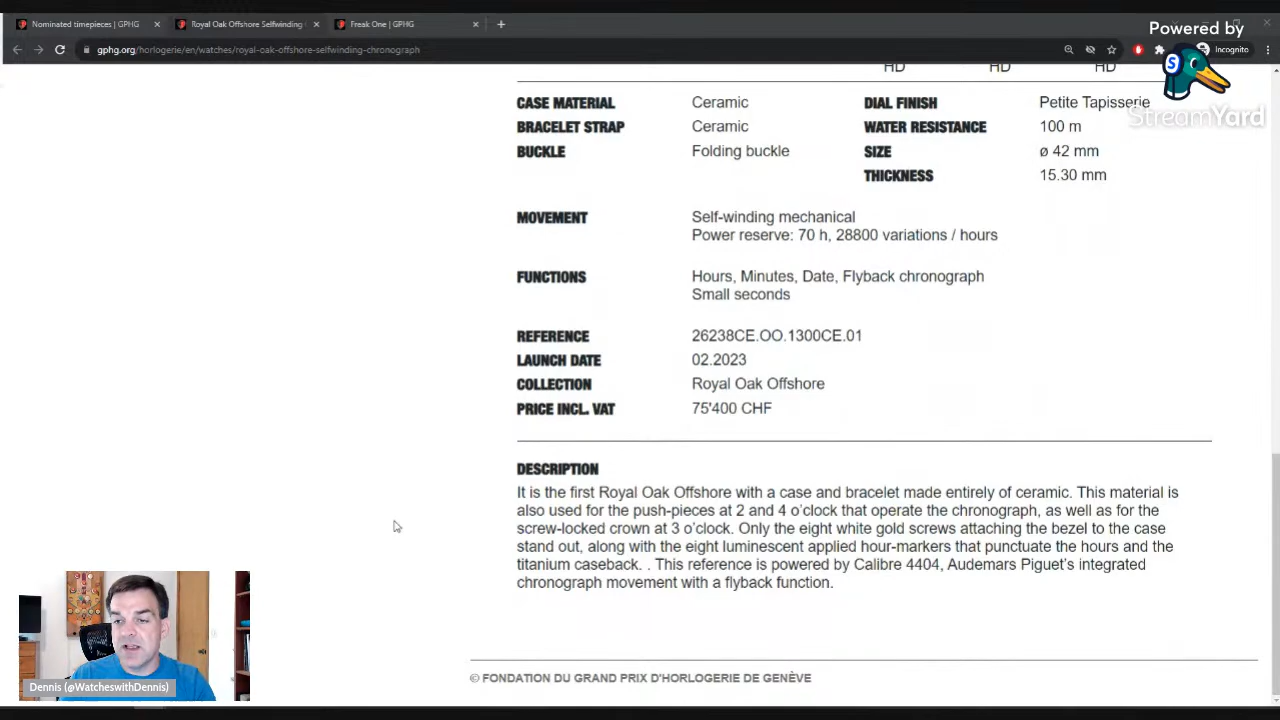 Nominated timepieces | GPHG
Royal Oak Offshore Selfwinding
Freak One | GPHG
gphg.org/horlogerie/en/watches/royal-oak-offshore-selfwinding-chronograph
Incognito
Powered by
S
StreamYard
HD HD HD
CASE MATERIAL Ceramic DIAL FINISH Petite Tapisserie
BRACELET STRAP Ceramic WATER RESISTANCE 100 m
BUCKLE Folding buckle SIZE ø 42 mm
THICKNESS 15.30 mm
MOVEMENT Self-winding mechanical
Power reserve: 70 h, 28800 variations / hours
FUNCTIONS Hours, Minutes, Date, Flyback chronograph
Small seconds
REFERENCE 26238CE.OO.1300CE.01
LAUNCH DATE 02.2023
COLLECTION Royal Oak Offshore
PRICE INCL. VAT 75'400 CHF
DESCRIPTION
It is the first Royal Oak Offshore with a case and bracelet made entirely of ceramic. This material is
also used for the push-pieces at 2 and 4 o'clock that operate the chronograph, as well as for the
screw-locked crown at 3 o'clock. Only the eight white gold screws attaching the bezel to the case
stand out, along with the eight luminescent applied hour-markers that punctuate the hours and the
titanium caseback. . This reference is powered by Calibre 4404, Audemars Piguet's integrated
chronograph movement with a flyback function.
Dennis (@WatcheswithDennis)
© FONDATION DU GRAND PRIX D'HORLOGERIE DE GENÈVE